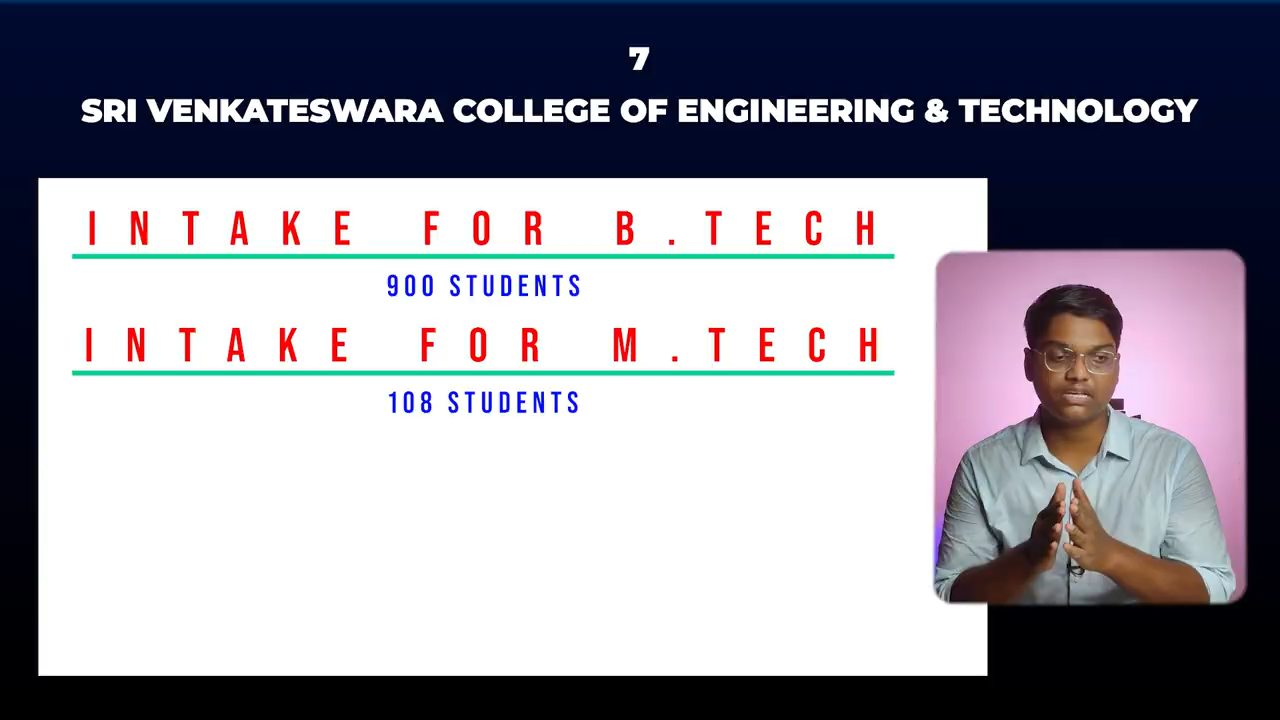 7
SRI VENKATESWARA COLLEGE OF ENGINEERING & TECHNOLOGY
INTAKE FOR B.TECH
900 STUDENTS
INTAKE FOR M.TECH
108 STUDENTS